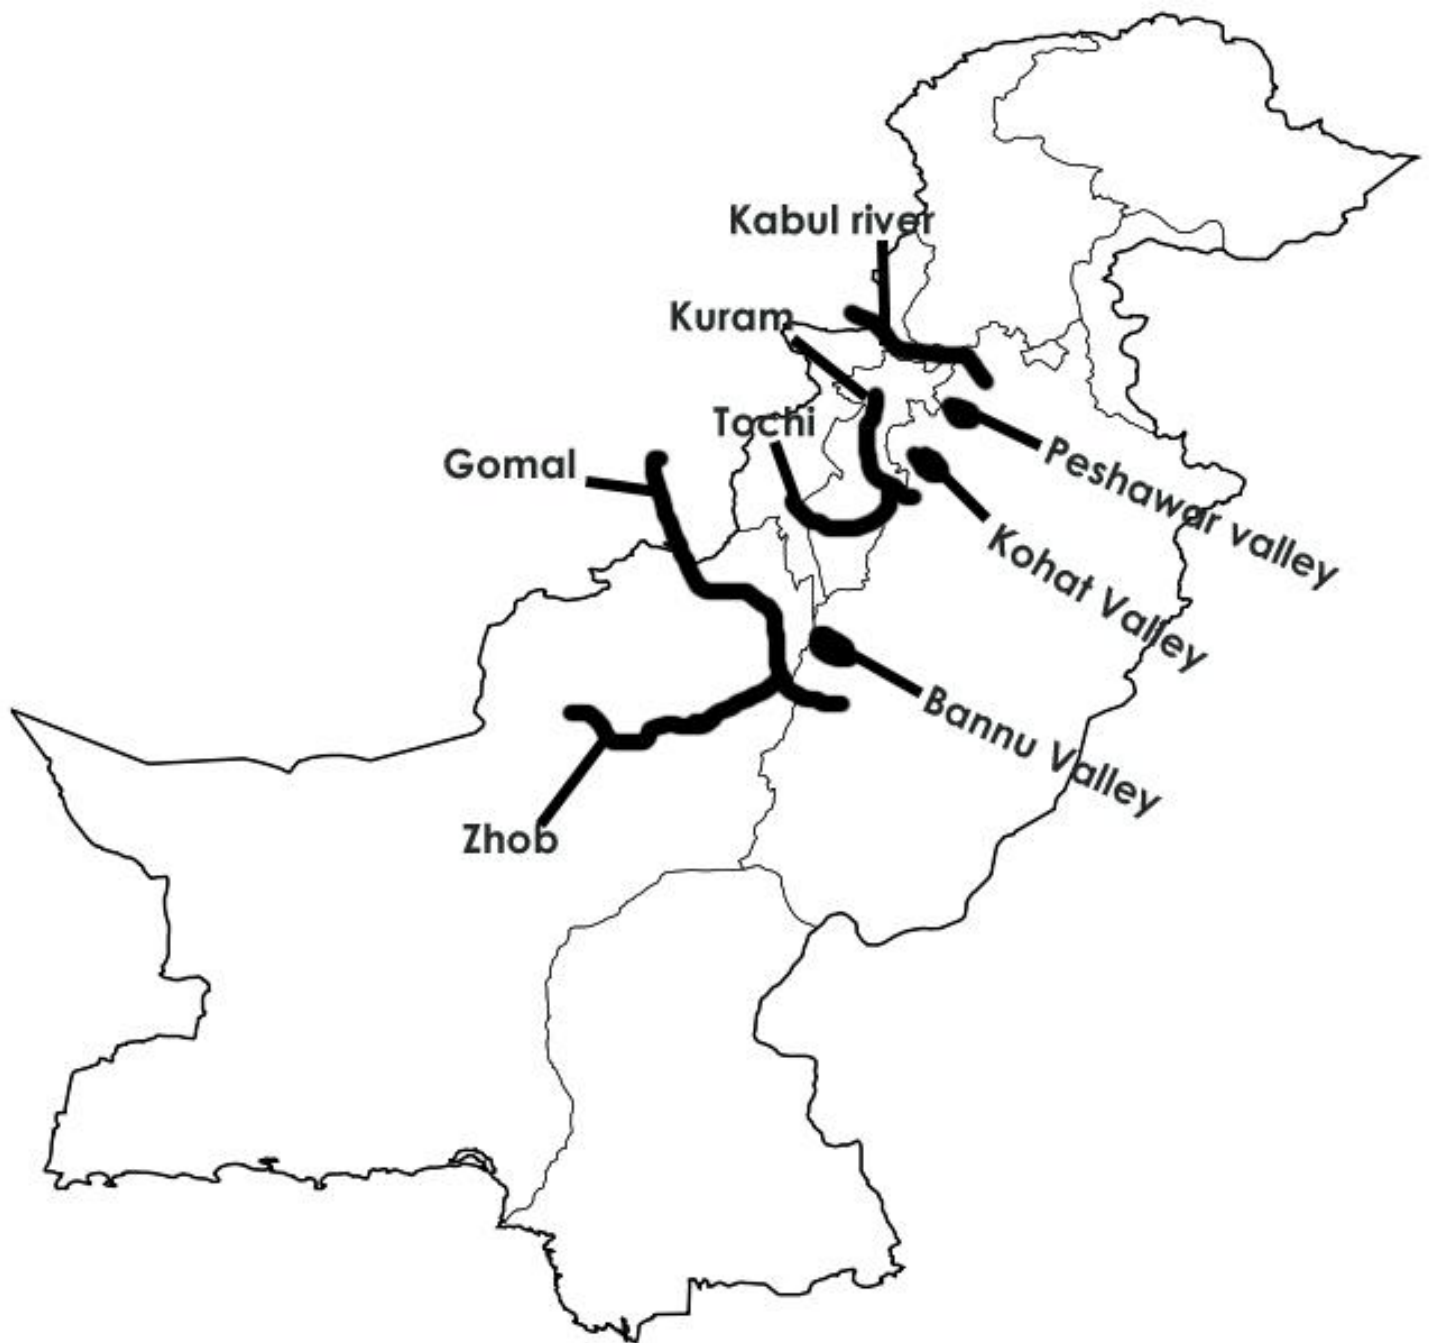 Kabul river
Kuram
Tochi
Gomal
Peshawar valley
Kohat Valley
Bannu Valley
Zhob